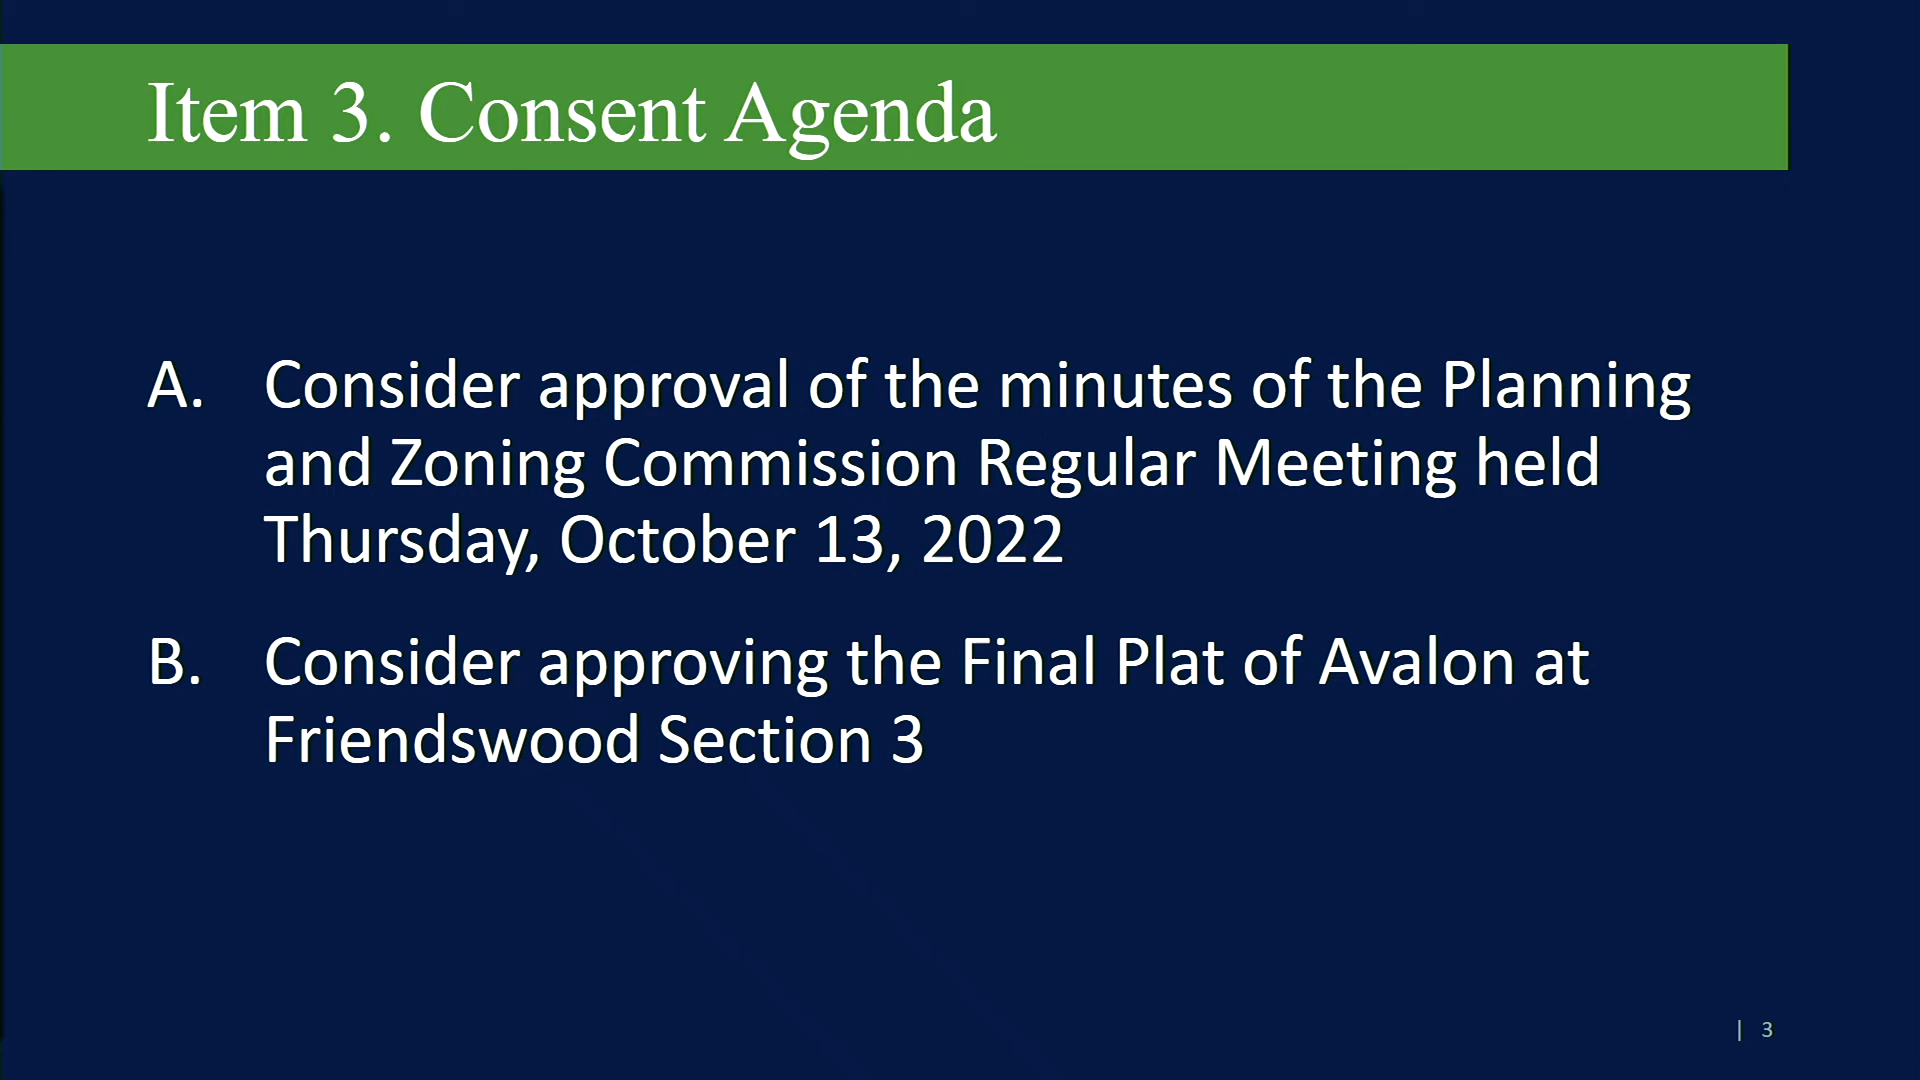 Item 3. Consent Agenda
A. Consider approval of the minutes of the Planning
and Zoning Commission Regular Meeting held
Thursday, October 13, 2022
B. Consider approving the Final Plat of Avalon at
Friendswood Section 3
| 3